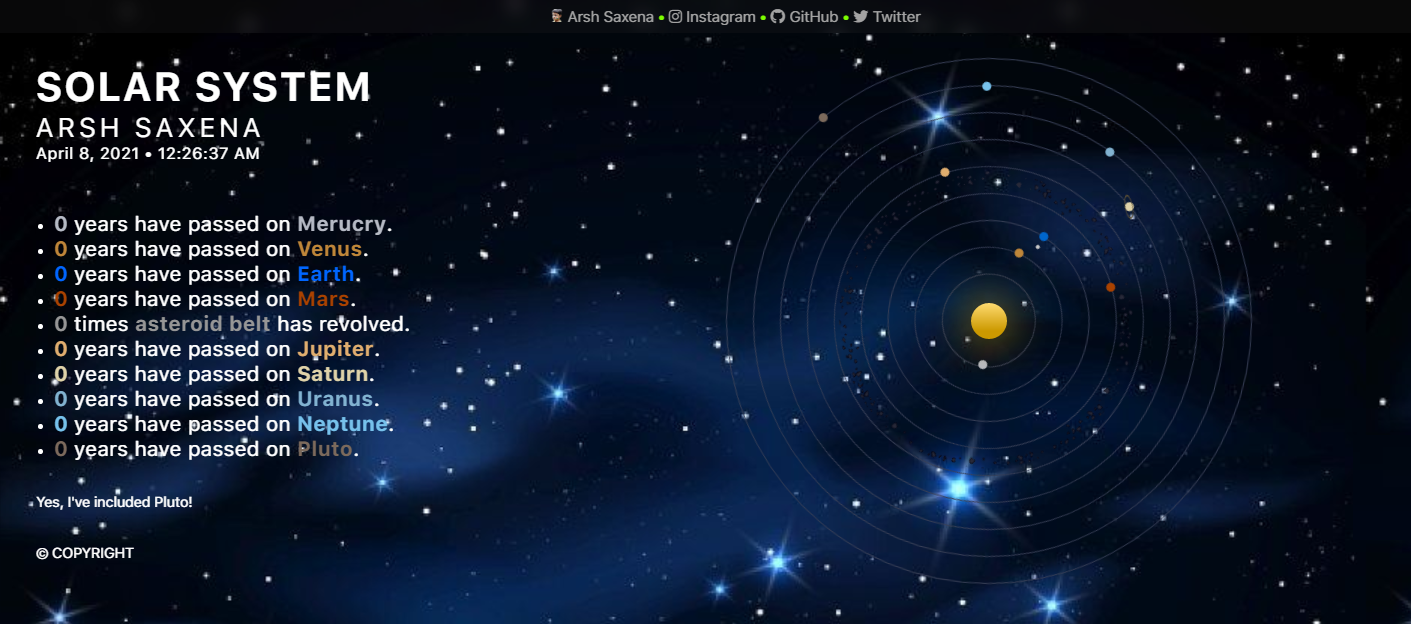 Arsh Saxena • Instagram • GitHub • Twitter
SOLAR SYSTEM
ARSH SAXENA
April 8, 2021 • 12:26:37 AM
• 0 years have passed on Merucry.
• 0 years have passed on Venus.
• 0 years have passed on Earth.
• 0 years have passed on Mars.
• 0 times asteroid belt has revolved.
• 0 years have passed on Jupiter.
• 0 years have passed on Saturn.
• 0 years have passed on Uranus.
• 0 years have passed on Neptune.
• 0 years have passed on Pluto.
Yes, I've included Pluto!
© COPYRIGHT